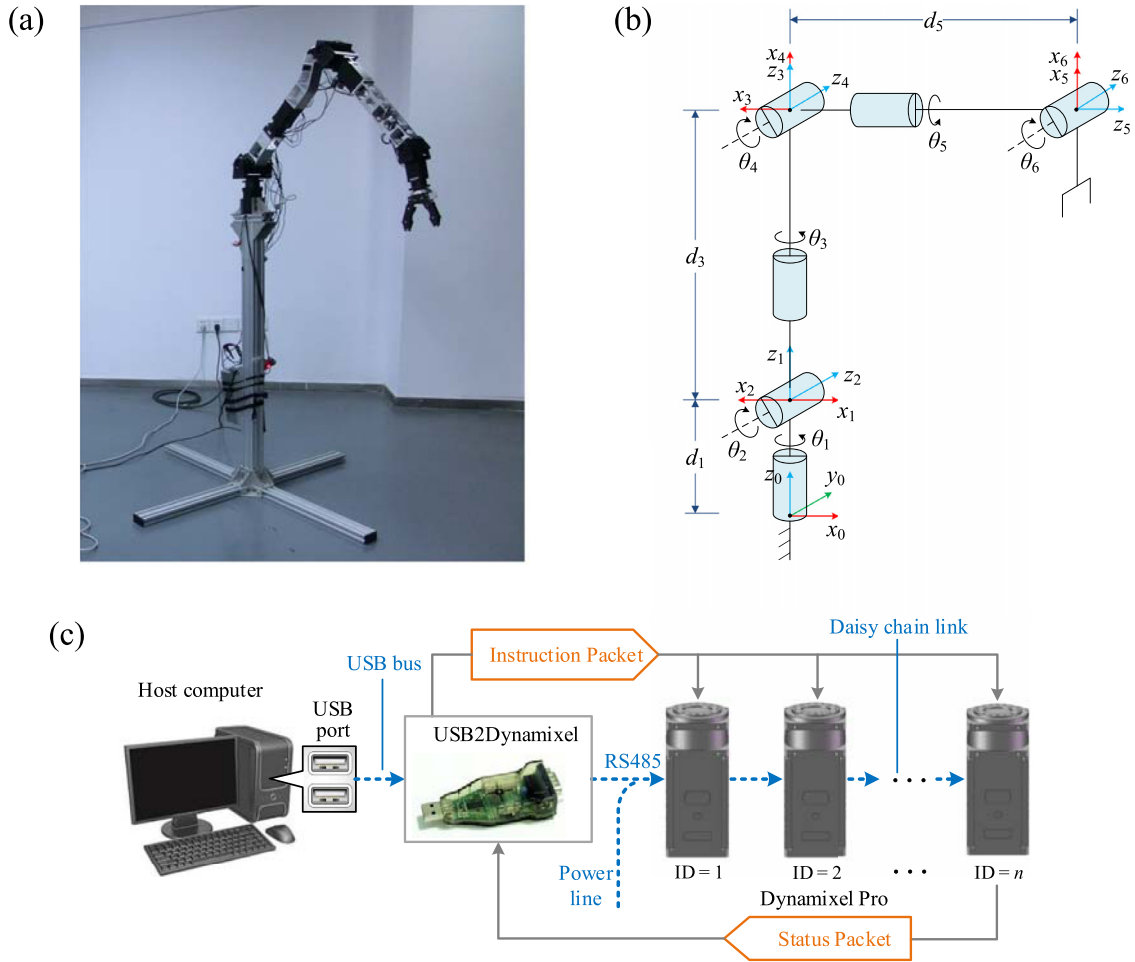 (a)
(b)
d5
x4
z3
z4
x3
θ4
θ5
x6
x5
z6
z5
θ6
θ3
d3
z1
x2
z2
x1
θ2
θ1
d1
z0
y0
x0
(c)
Host computer
USB
port
USB bus
Instruction Packet
Daisy chain link
USB2Dynamixel
RS485
Power
line
ID = 1
ID = 2
ID = n
Dynamixel Pro
Status Packet